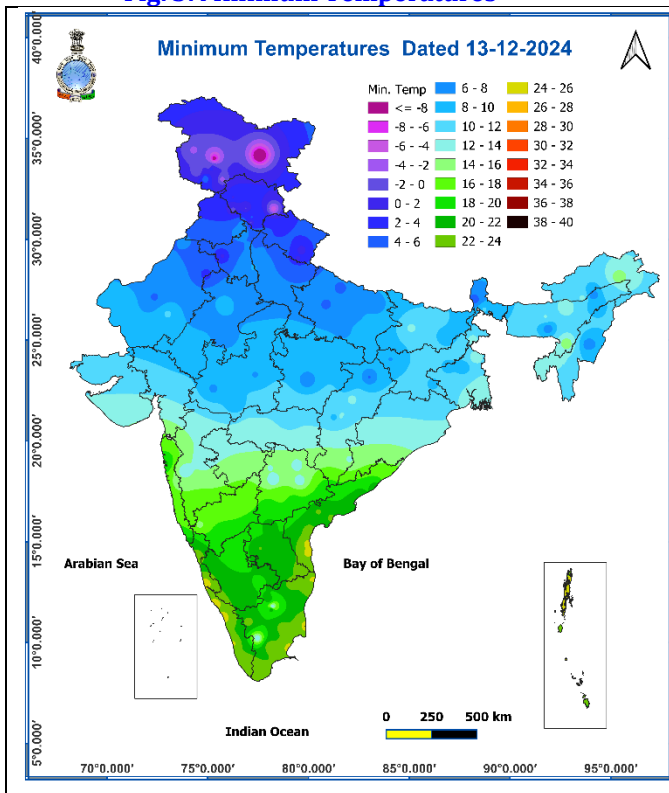 Minimum Temperatures Dated 13-12-2024
Min. Temp
<= -8
-8 - -6
-6 - -4
-4 - -2
-2 - 0
0 - 2
2 - 4
4 - 6
6 - 8
8 - 10
10 - 12
12 - 14
14 - 16
16 - 18
18 - 20
20 - 22
22 - 24
24 - 26
26 - 28
28 - 30
30 - 32
32 - 34
34 - 36
36 - 38
38 - 40
40°0.000'
35°0.000'
30°0.000'
25°0.000'
20°0.000'
15°0.000'
10°0.000'
5°0.000'
Arabian Sea
Bay of Bengal
Indian Ocean
0 250 500 km
70°0.000' 75°0.000' 80°0.000' 85°0.000' 90°0.000' 95°0.000'